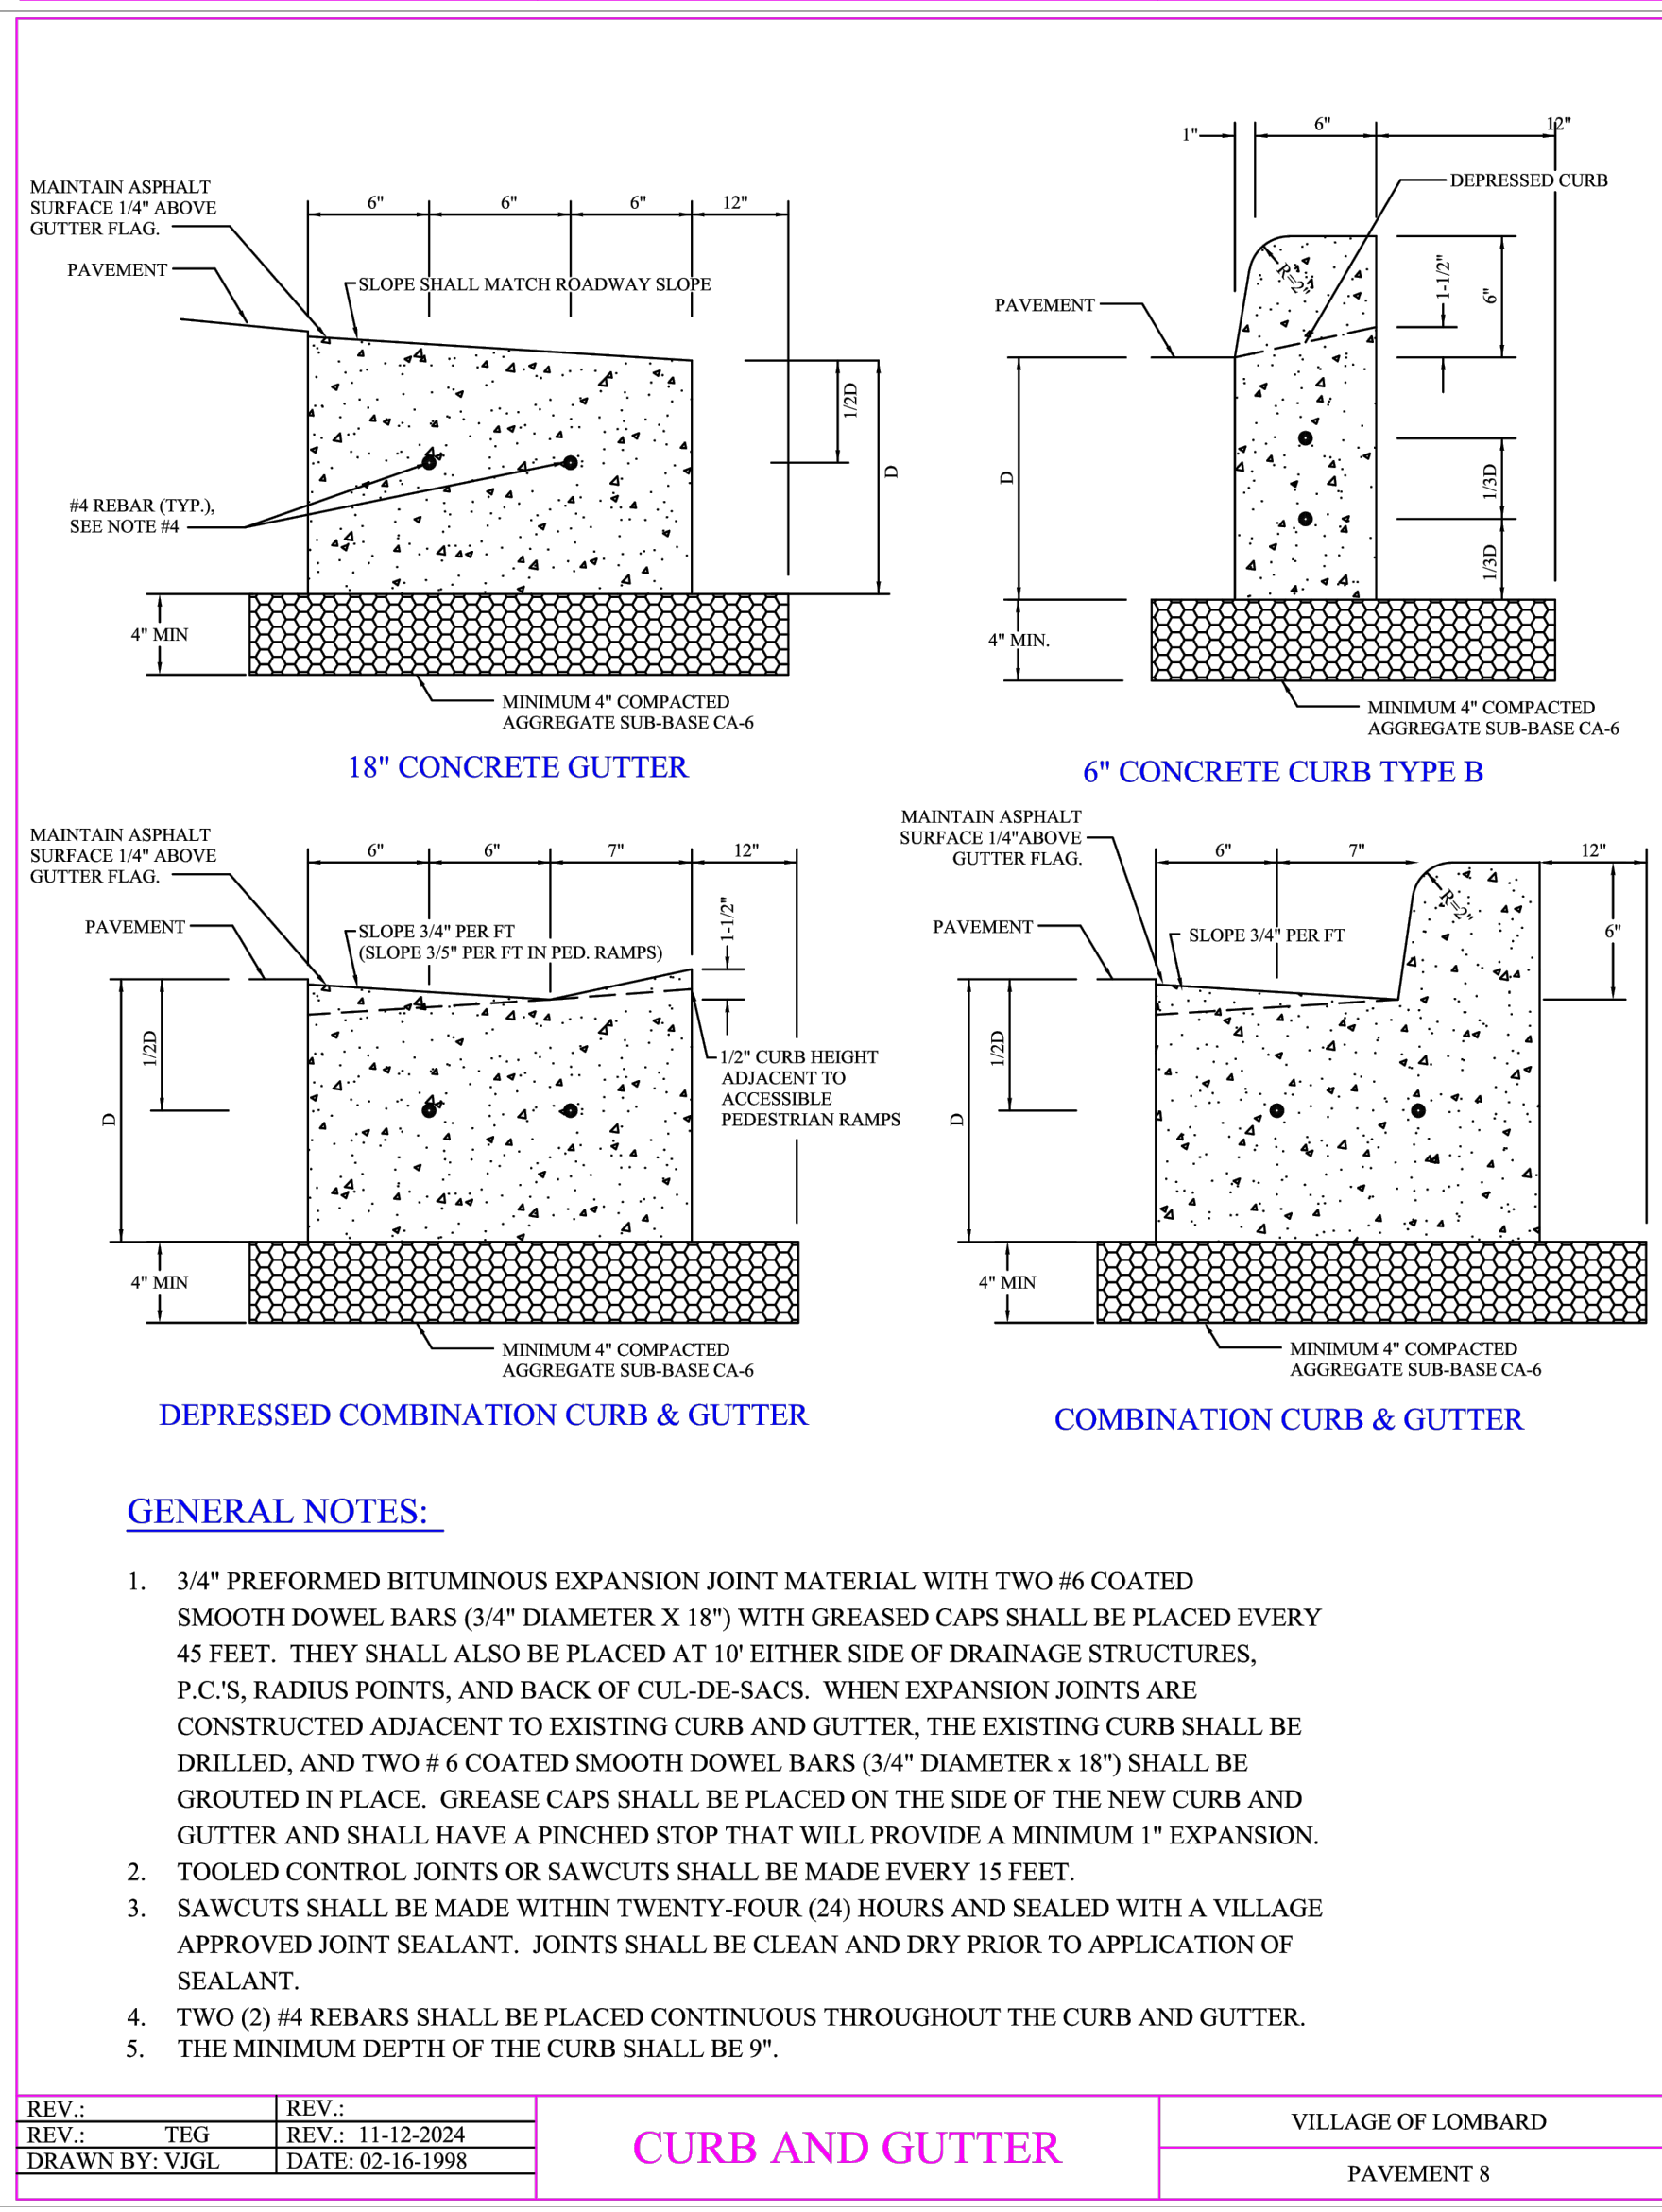 MAINTAIN ASPHALT
SURFACE 1/4" ABOVE
GUTTER FLAG.
PAVEMENT
6"
6"
6"
12"
SLOPE SHALL MATCH ROADWAY SLOPE
1/2D
D
#4 REBAR (TYP.),
SEE NOTE #4
4" MIN
MINIMUM 4" COMPACTED
AGGREGATE SUB-BASE CA-6
18" CONCRETE GUTTER
1"
6"
12"
DEPRESSED CURB
R=2"
1-1/2"
6"
PAVEMENT
D
1/3D
1/3D
4" MIN.
MINIMUM 4" COMPACTED
AGGREGATE SUB-BASE CA-6
6" CONCRETE CURB TYPE B
MAINTAIN ASPHALT
SURFACE 1/4" ABOVE
GUTTER FLAG.
6"
6"
7"
12"
PAVEMENT
SLOPE 3/4" PER FT
(SLOPE 3/5" PER FT IN PED. RAMPS)
1-1/2"
1/2D
D
1/2" CURB HEIGHT
ADJACENT TO
ACCESSIBLE
PEDESTRIAN RAMPS
4" MIN
MINIMUM 4" COMPACTED
AGGREGATE SUB-BASE CA-6
DEPRESSED COMBINATION CURB & GUTTER
MAINTAIN ASPHALT
SURFACE 1/4"ABOVE
GUTTER FLAG.
6"
7"
12"
R=2"
PAVEMENT
SLOPE 3/4" PER FT
6"
1/2D
D
4" MIN
MINIMUM 4" COMPACTED
AGGREGATE SUB-BASE CA-6
COMBINATION CURB & GUTTER
GENERAL NOTES:
1. 3/4" PREFORMED BITUMINOUS EXPANSION JOINT MATERIAL WITH TWO #6 COATED
SMOOTH DOWEL BARS (3/4" DIAMETER X 18") WITH GREASED CAPS SHALL BE PLACED EVERY
45 FEET. THEY SHALL ALSO BE PLACED AT 10' EITHER SIDE OF DRAINAGE STRUCTURES,
P.C.'S, RADIUS POINTS, AND BACK OF CUL-DE-SACS. WHEN EXPANSION JOINTS ARE
CONSTRUCTED ADJACENT TO EXISTING CURB AND GUTTER, THE EXISTING CURB SHALL BE
DRILLED, AND TWO # 6 COATED SMOOTH DOWEL BARS (3/4" DIAMETER x 18") SHALL BE
GROUTED IN PLACE. GREASE CAPS SHALL BE PLACED ON THE SIDE OF THE NEW CURB AND
GUTTER AND SHALL HAVE A PINCHED STOP THAT WILL PROVIDE A MINIMUM 1" EXPANSION.
2. TOOLED CONTROL JOINTS OR SAWCUTS SHALL BE MADE EVERY 15 FEET.
3. SAWCUTS SHALL BE MADE WITHIN TWENTY-FOUR (24) HOURS AND SEALED WITH A VILLAGE
APPROVED JOINT SEALANT. JOINTS SHALL BE CLEAN AND DRY PRIOR TO APPLICATION OF
SEALANT.
4. TWO (2) #4 REBARS SHALL BE PLACED CONTINUOUS THROUGHOUT THE CURB AND GUTTER.
5. THE MINIMUM DEPTH OF THE CURB SHALL BE 9".
REV.:
REV.:
REV.: TEG
REV.: 11-12-2024
DRAWN BY: VJGL
DATE: 02-16-1998
CURB AND GUTTER
VILLAGE OF LOMBARD
PAVEMENT 8